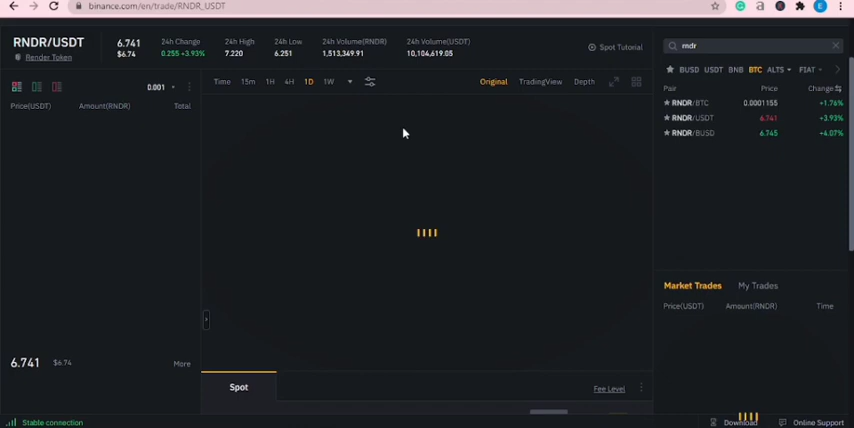 binance.com/en/trade/RNDR_USDT
RNDR/USDT
Render Token
6.741
$6.74
24h Change
0.255 +3.93%
24h High
7.220
24h Low
6.251
24h Volume(RNDR)
1,513,349.91
24h Volume(USDT)
10,104,619.05
Spot Tutorial
rndr
0.001
Time 15m 1H 4H 1D 1W
Original TradingView Depth
BUSD USDT BNB BTC ALTS FIAT
Price(USDT) Amount(RNDR) Total
Pair Price Change
RNDR/BTC 0.0001155 +1.76%
RNDR/USDT 6.741 +3.93%
RNDR/BUSD 6.745 +4.07%
Market Trades My Trades
Price(USDT) Amount(RNDR) Time
6.741 $6.74 More
Spot
Fee Level
Stable connection
Download
Online Support